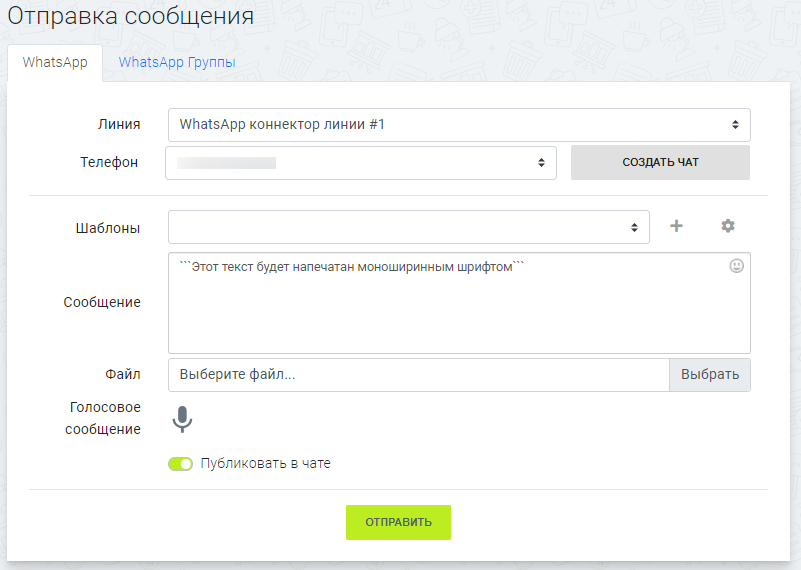 Отправка сообщения
WhatsApp WhatsApp Группы
Линия WhatsApp коннектор линии #1
Телефон СОЗДАТЬ ЧАТ
Шаблоны
```Этот текст будет напечатан моноширинным шрифтом```
Сообщение
Файл Выберите файл... Выбрать
Голосовое
сообщение
Публиковать в чате
ОТПРАВИТЬ